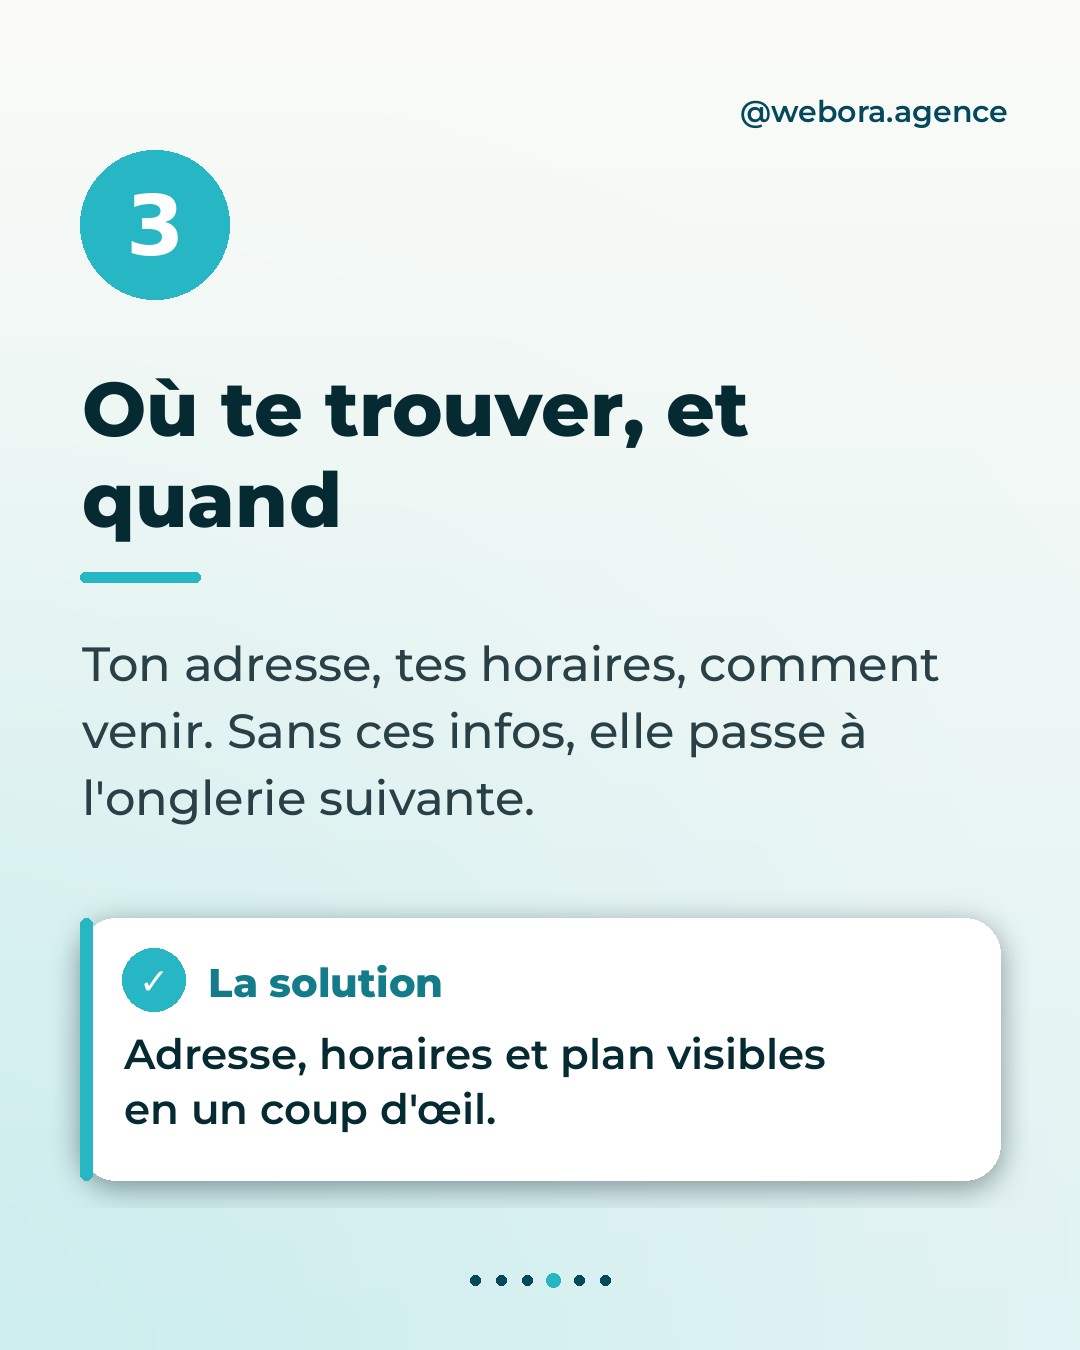 @webora.agence
3
Où te trouver, et
quand
Ton adresse, tes horaires, comment
venir. Sans ces infos, elle passe à
l'onglerie suivante.
✓ La solution
Adresse, horaires et plan visibles
en un coup d'œil.